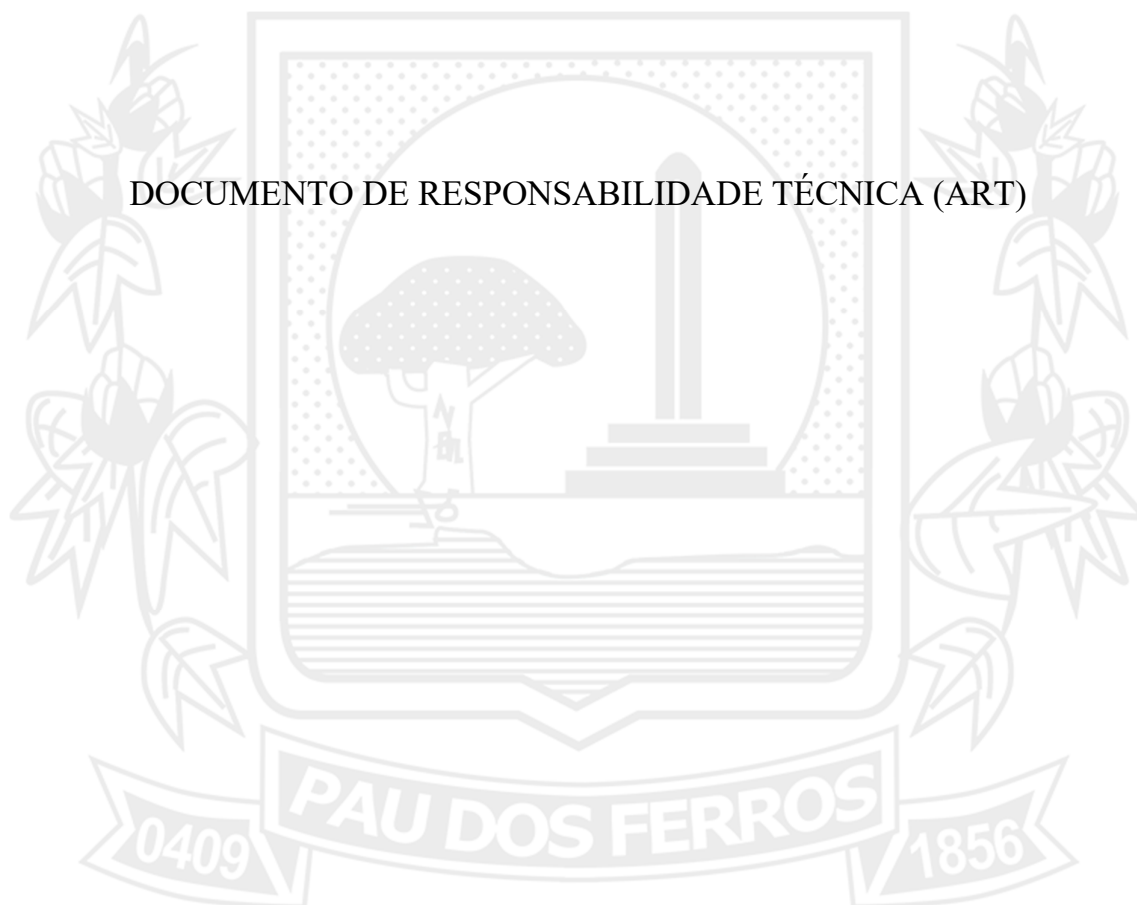 DOCUMENTO DE RESPONSABILIDADE TÉCNICA (ART)
PAU DOS FERROS
0409
1856